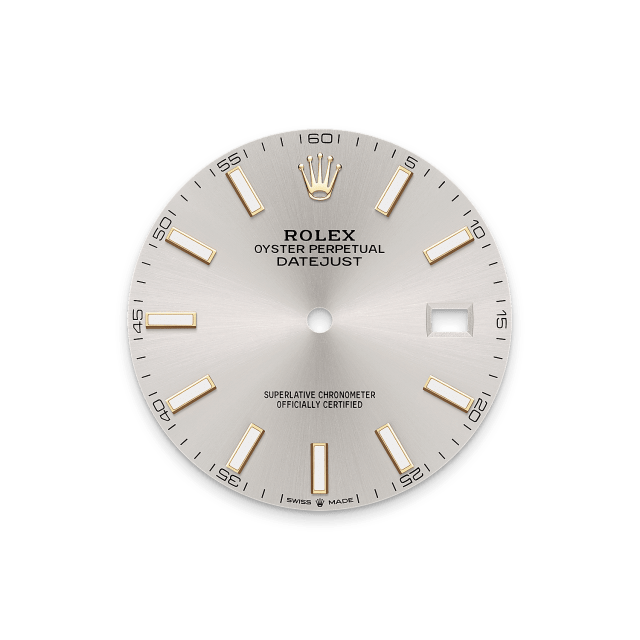 60
5
10
15
20
25
35
40
45
50
55
ROLEX
OYSTER PERPETUAL
DATEJUST
SUPERLATIVE CHRONOMETER
OFFICIALLY CERTIFIED
SWISS MADE